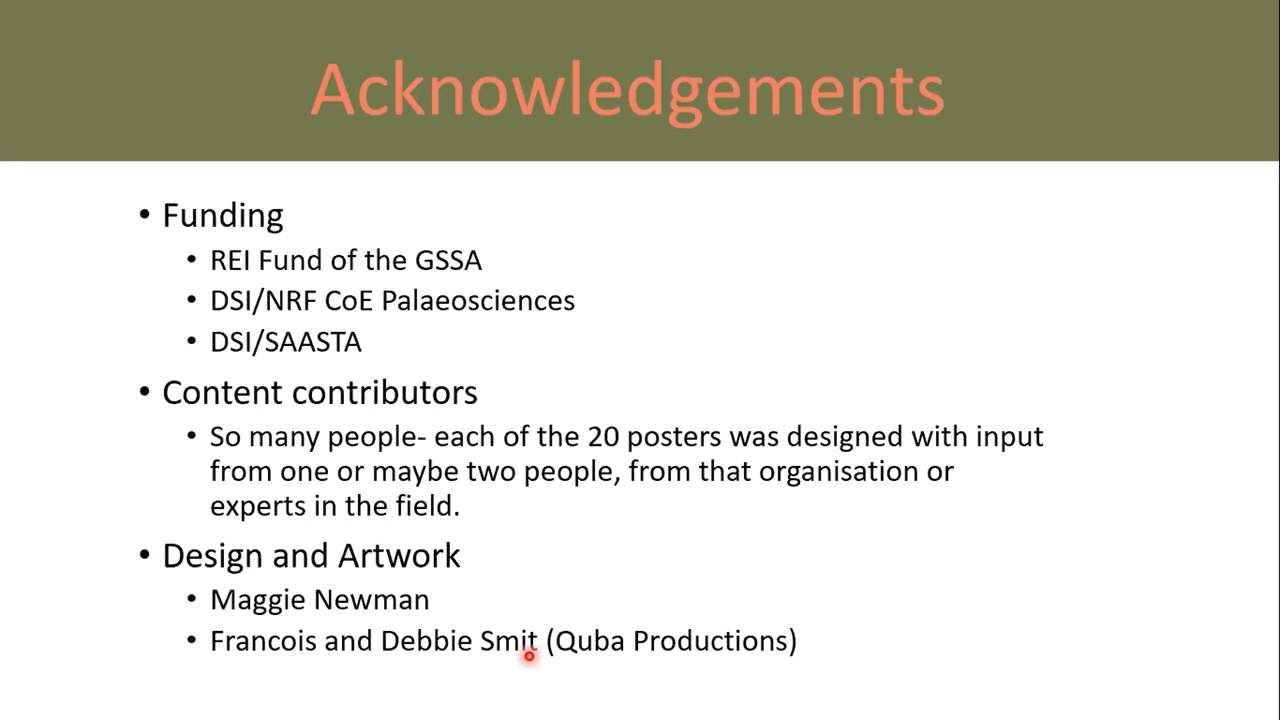 Acknowledgements
• Funding
• REI Fund of the GSSA
• DSI/NRF CoE Palaeosciences
• DSI/SAASTA
• Content contributors
• So many people- each of the 20 posters was designed with input
from one or maybe two people, from that organisation or
experts in the field.
• Design and Artwork
• Maggie Newman
• Francois and Debbie Smit (Quba Productions)